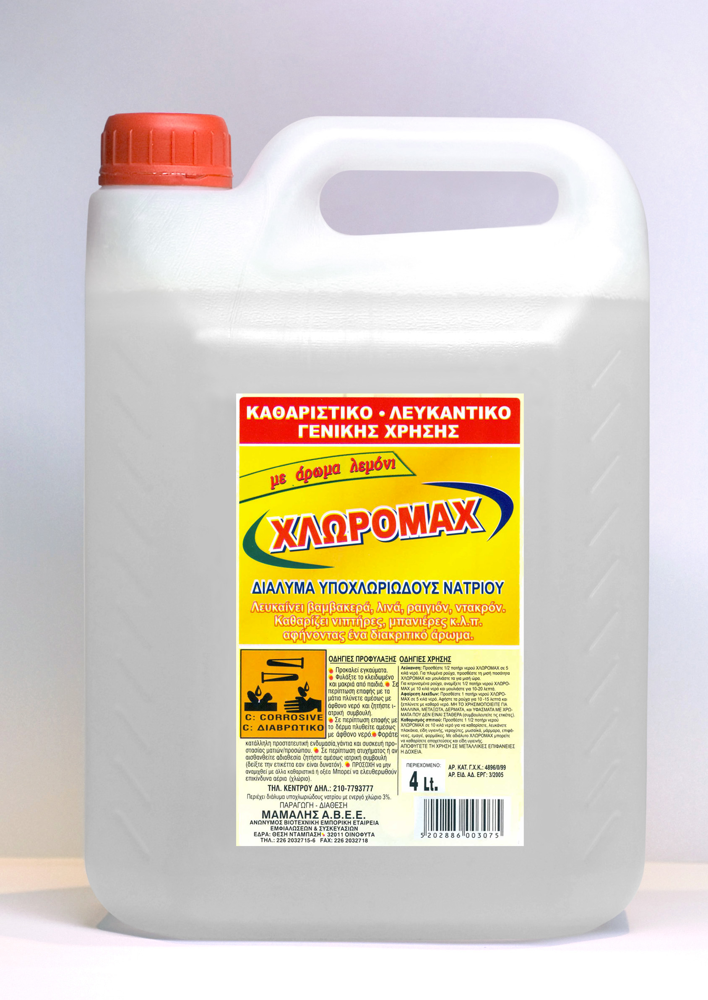 ΚΑΘΑΡΙΣΤΙΚΟ • ΛΕΥΚΑΝΤΙΚΟ
ΓΕΝΙΚΗΣ ΧΡΗΣΗΣ
με άρωμα λεμόνι
ΧΛΩΡΟΜΑΧ
ΔΙΑΛΥΜΑ ΥΠΟΧΛΩΡΙΩΔΟΥΣ ΝΑΤΡΙΟΥ
Λευκαίνει βαμβακερά, λινά, ραιγιόν, ντακρόν.
Καθαρίζει νιπτήρες, μπανιέρες κ.λ.π.
αφήνοντας ένα διακριτικό άρωμα.
C: CORROSIVE
C: ΔΙΑΒΡΩΤΙΚΟ
ΟΔΗΓΙΕΣ ΠΡΟΦΥΛΑΞΗΣ
• Προκαλεί εγκαύματα.
• Φυλάξτε το κλειδωμένο
και μακριά από παιδιά. • Σε
περίπτωση επαφής με τα
μάτια πλύνετε αμέσως με
άφθονο νερό και ζητήστε ι-
ατρική συμβουλή.
• Σε περίπτωση επαφής με
το δέρμα πλυθείτε αμέσως
με άφθονο νερό. • Φοράτε
κατάλληλη προστατευτική ενδυμασία,γάντια και συσκευή προ-
στασίας ματιών/προσώπου. • Σε περίπτωση ατυχήματος ή αν
αισθανθείτε αδιαθεσία ζητήστε αμέσως ιατρική συμβουλή
(δείξτε την ετικέττα εαν είναι δυνατόν). • ΠΡΟΣΟΧΗ να μην
αναμιχθεί με άλλα καθαριστικά ή οξέα Μπορεί να ελευθερωθούν
επικίνδυνα αέρια (χλώριο).
ΤΗΛ. ΚΕΝΤΡΟΥ ΔΗΛ.: 210-7793777
Περιέχει διάλυμα υποχλωριώδους νατρίου με ενεργό χλώριο 3%.
ΠΑΡΑΓΩΓΗ - ΔΙΑΘΕΣΗ
ΜΑΜΑΛΗΣ Α.Β.Ε.Ε.
ΑΝΩΝΥΜΟΣ ΒΙΟΤΕΧΝΙΚΗ ΕΜΠΟΡΙΚΗ ΕΤΑΙΡΕΙΑ
ΕΜΦΙΑΛΩΣΕΩΝ & ΣΥΣΚΕΥΑΣΙΩΝ
ΕΔΡΑ: ΘΕΣΗ ΝΤΑΜΠΑΣΗ • 32011 ΟΙΝΟΦΥΤΑ
ΤΗΛ.: 226 2032715-6 FAX: 226 2032718
ΟΔΗΓΙΕΣ ΧΡΗΣΗΣ
Λεύκανση: Προσθέστε 1/2 ποτήρι νερού ΧΛΩΡΟΜΑΧ σε 5
κιλά νερό. Για πλυμένα ρούχα, προσθέστε τη μισή ποσότητα
ΧΛΩΡΟΜΑΧ και μουλιάστε τα για μισή ώρα.
Για κιτρινισμένα ρούχα, αναμίξετε 1/2 ποτήρι νερού ΧΛΩΡΟ-
ΜΑΧ με 10 κιλά νερό και μουλιάστε για 10-20 λεπτά.
Αφαίρεση λεκέδων: Προσθέστε 1 ποτήρι νερού ΧΛΩΡΟ-
ΜΑΧ σε 5 κιλά νερό. Αφήστε τα ρούχα για 10 -15 λεπτά και
ξεπλύνετε με καθαρό νερό. ΜΗ ΤΟ ΧΡΗΣΙΜΟΠΟΙΕΙΤΕ ΓΙΑ
ΜΑΛΛΙΝΑ, ΜΕΤΑΞΩΤΑ, ΔΕΡΜΑΤΑ, και ΥΦΑΣΜΑΤΑ ΜΕ ΧΡΩ-
ΜΑΤΑ ΠΟΥ ΔΕΝ ΕΙΝΑΙ ΣΤΑΘΕΡΑ (συμβουλευτείτε τις ετικέτες).
Καθαρισμός σπιτιού: Προσθέστε 1 1/2 ποτήρι νερού
ΧΛΩΡΟΜΑΧ σε 10 κιλά νερό για να καθαρίσετε, λευκάνετε
πλακάκια, είδη υγιεινής, νεροχύτες, μωσαϊκά, μάρμαρα, επιφά-
νειες, εμαγιέ, φορμάικες. Με αδιάλυτο ΧΛΩΡΟΜΑΧ μπορείτε
να καθαρίσετε αποχετεύσεις και είδη υγιεινής.
ΑΠΟΦΥΓΕΤΕ ΤΗ ΧΡΗΣΗ ΣΕ ΜΕΤΑΛΛΙΚΕΣ ΕΠΙΦΑΝΕΙΕΣ
Η ΔΟΧΕΙΑ.
ΠΕΡΙΕΧΟΜΕΝΟ:
4 Lt.
ΑΡ. ΚΑΤ. Γ.Χ.Κ.: 4896/0/99
ΑΡ. ΕΙΔ. ΑΔ. ΕΡΓ: 3/2005
5 202886 003075